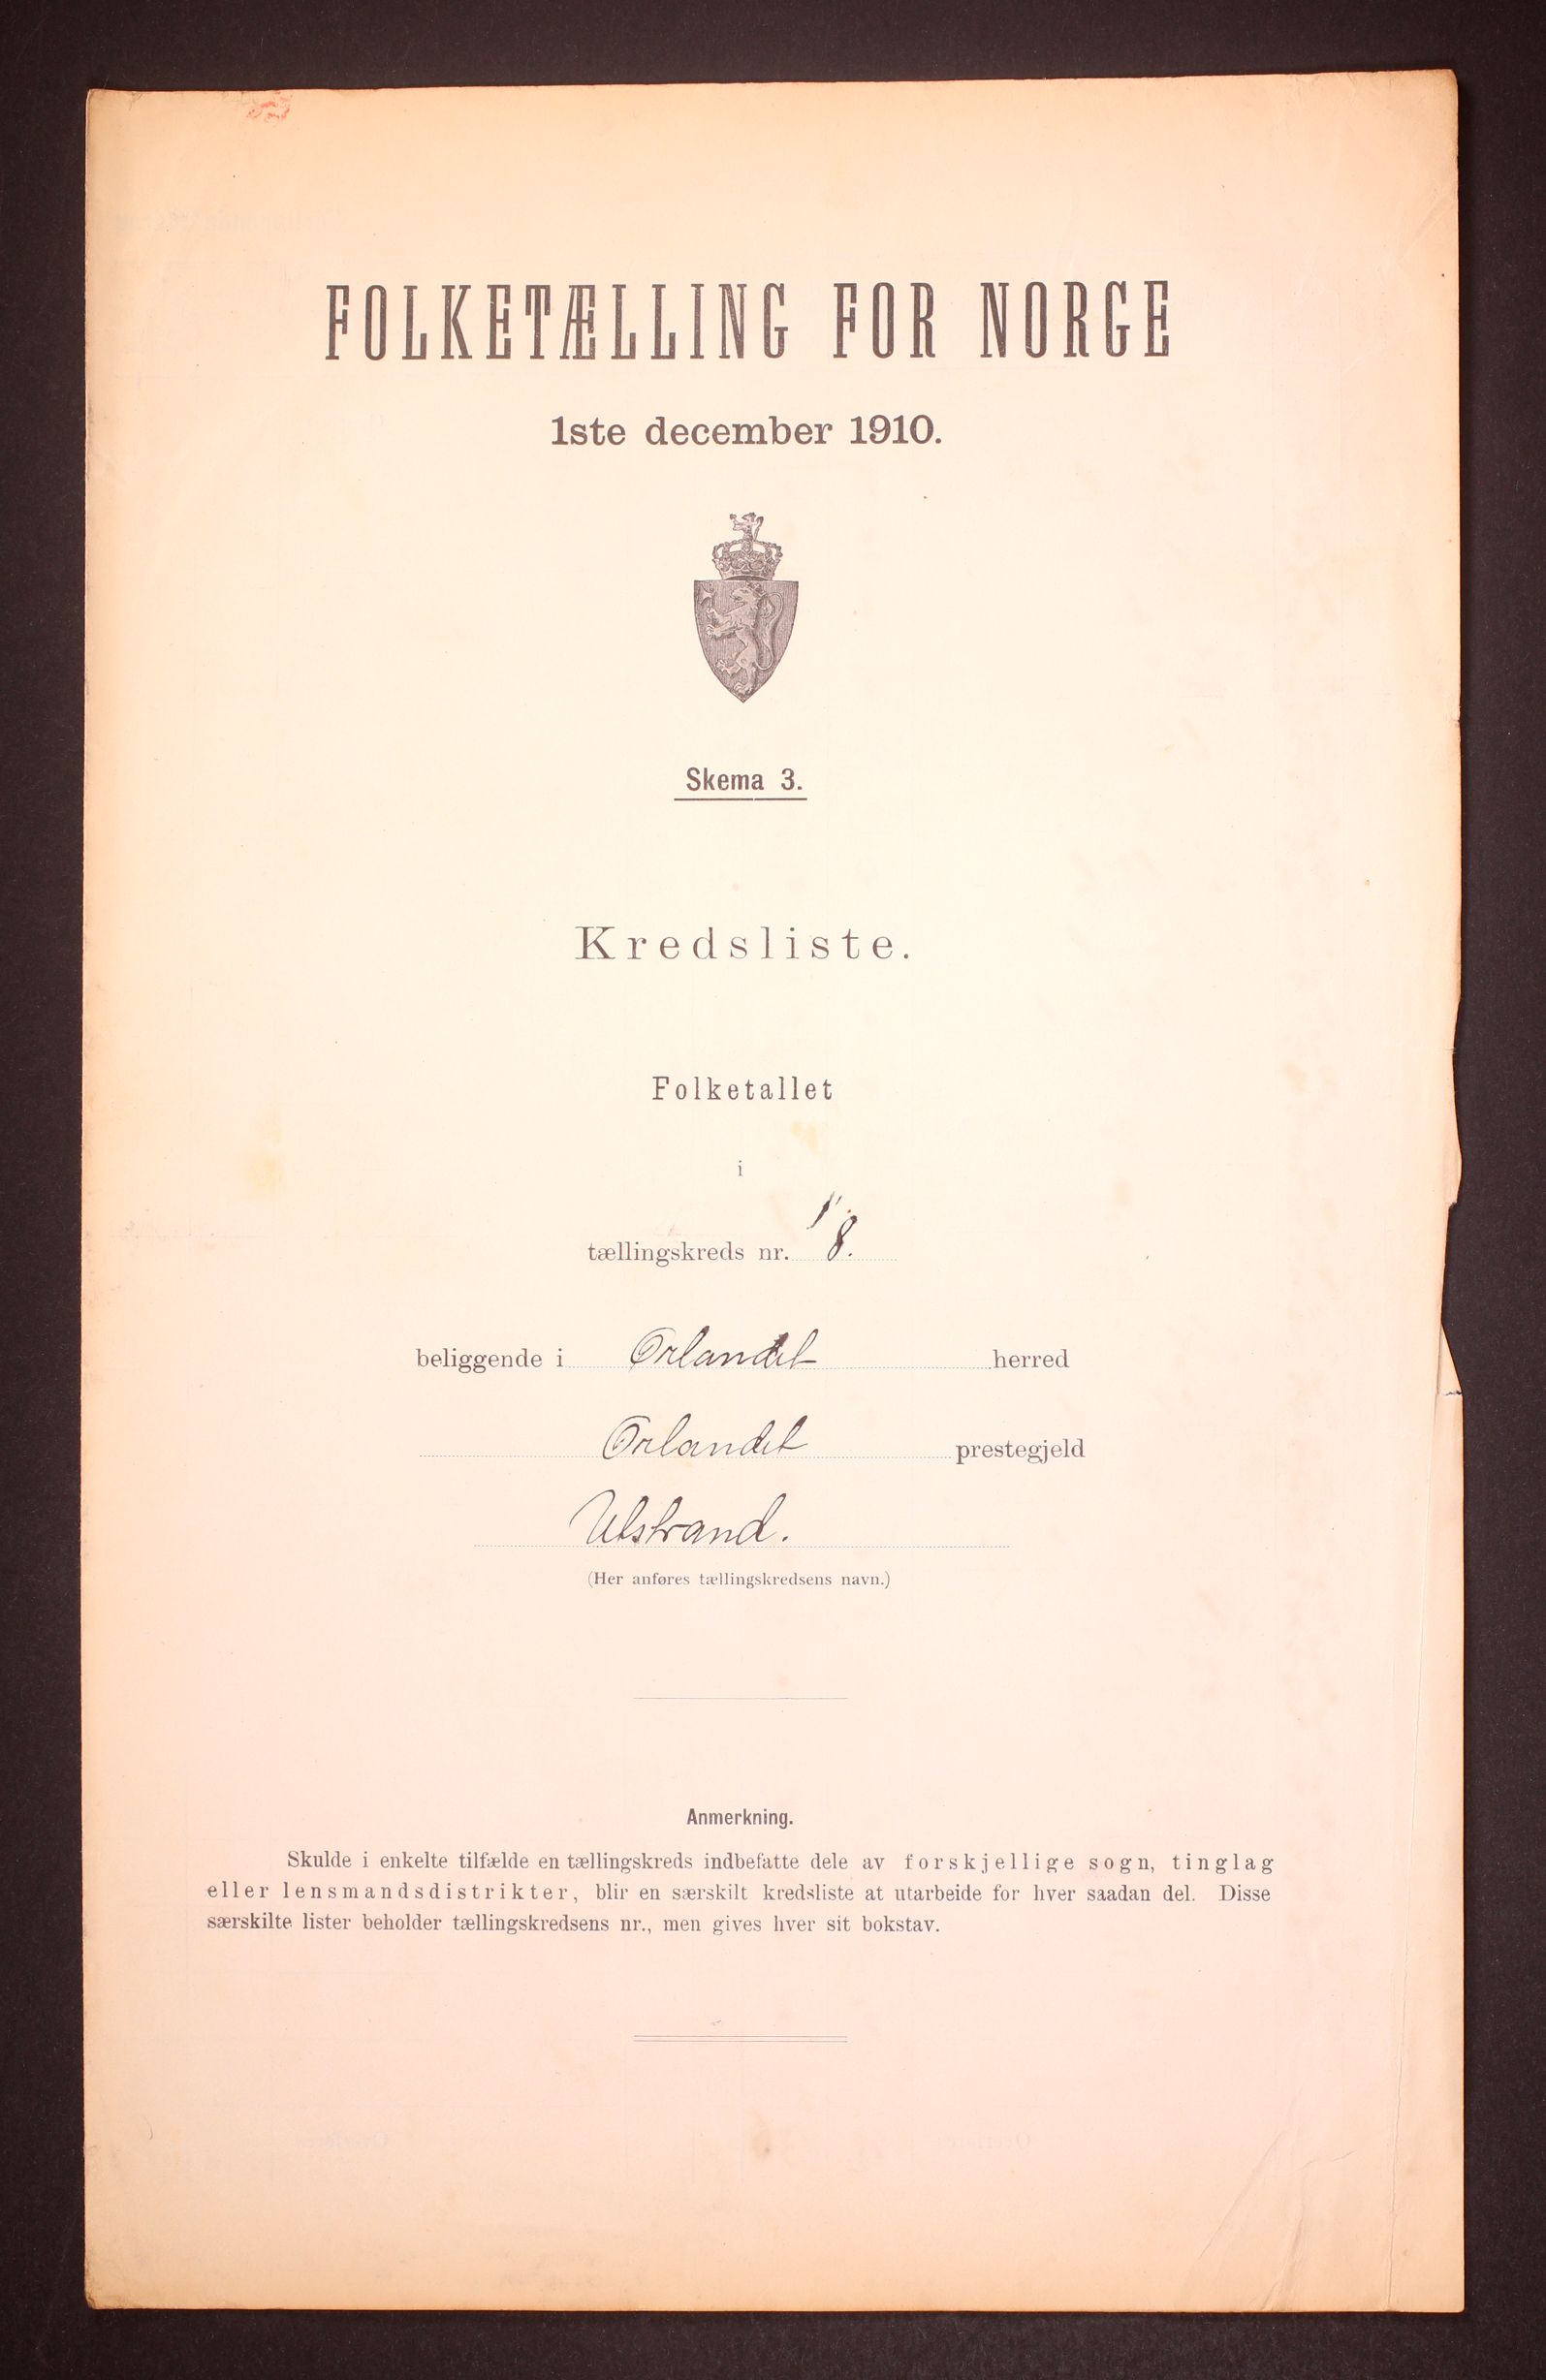 FOLKETÆLLING FOR NORGE
1ste december 1910.
Skema 3.
Kredsliste.
Folketallet
i
tællingskreds nr. 8.
beliggende i Ørlandet herred
Ørlandet prestegjeld
Utstrand.
(Her anføres tællingskredsens navn.)
Anmerkning.
Skulde i enkelte tilfælde en tællingskreds indbefatte dele av forskjellige sogn, tinglag
eller lensmandsdistrikter, blir en særskilt kredsliste at utarbeide for hver saadan del. Disse
særskilte lister beholder tællingskredsens nr., men gives hver sit bokstav.